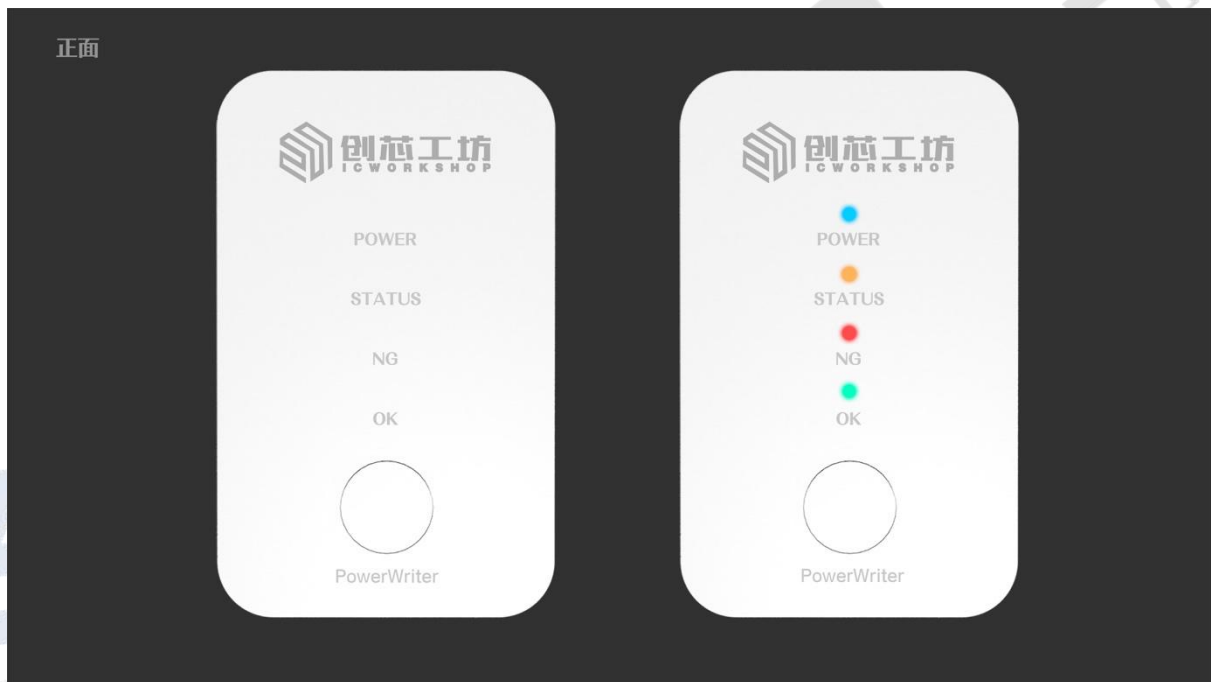 正面
创芯工坊
ICWORKSHOP
POWER
STATUS
NG
OK
PowerWriter
创芯工坊
ICWORKSHOP
POWER
STATUS
NG
OK
PowerWriter